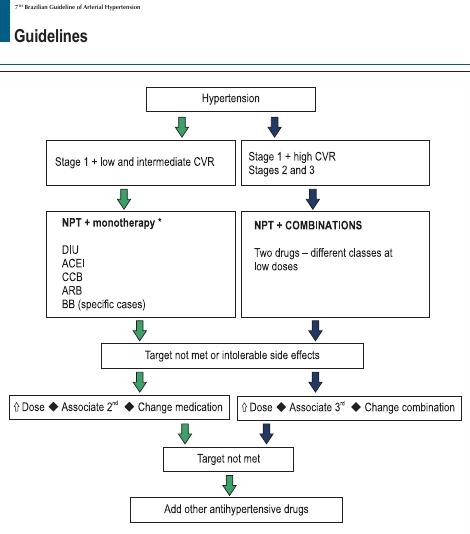 7TH Brazilian Guideline of Arterial Hypertension
Guidelines
Hypertension
Stage 1 + low and intermediate CVR
Stage 1 + high CVR
Stages 2 and 3
NPT + monotherapy *
DIU
ACEI
CCB
ARB
BB (specific cases)
NPT + COMBINATIONS
Two drugs – different classes at
low doses
Target not met or intolerable side effects
⇧ Dose ◆ Associate 2nd ◆ Change medication
⇧ Dose ◆ Associate 3rd ◆ Change combination
Target not met
Add other antihypertensive drugs